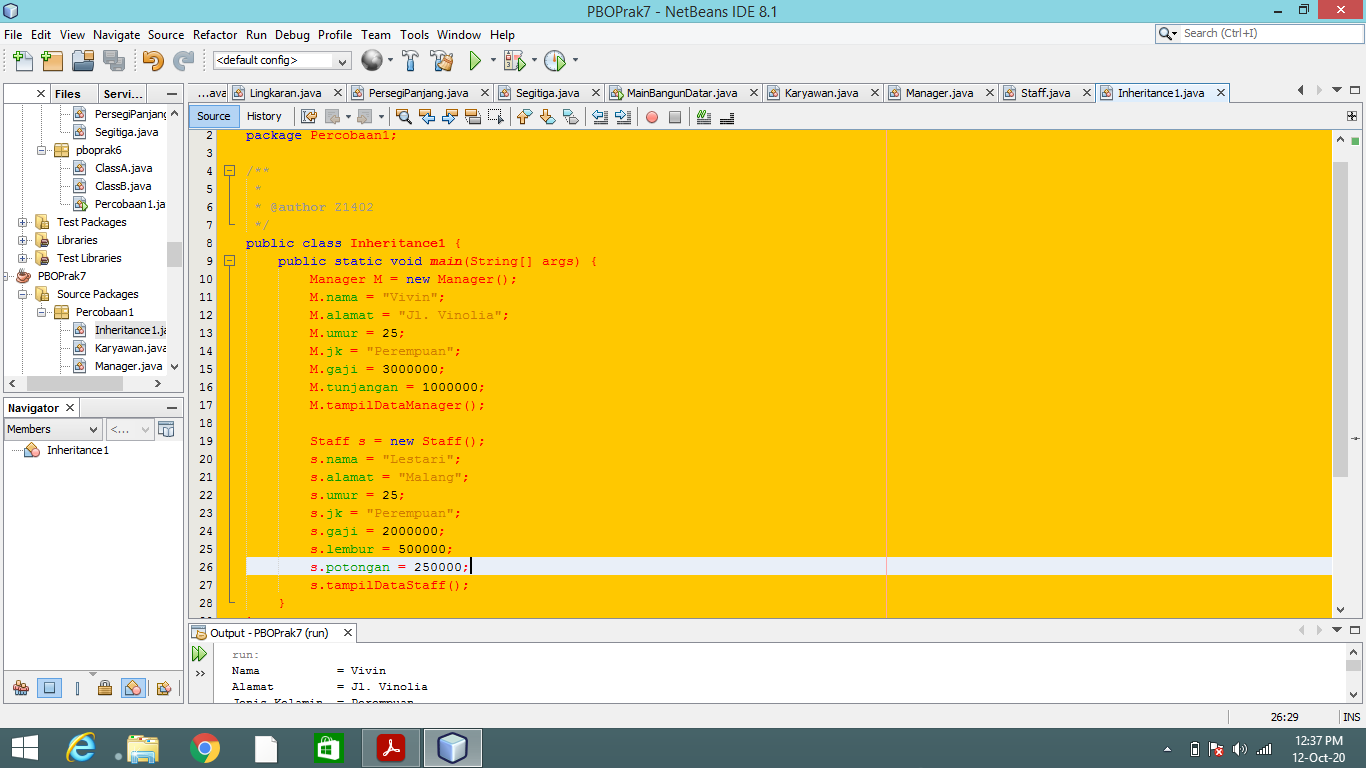 PBOPrak7 - NetBeans IDE 8.1
File Edit View Navigate Source Refactor Run Debug Profile Team Tools Window Help
Search (Ctrl+I)
<default config>
Files Servi...
...ava Lingkaran.java PersegiPanjang.java Segitiga.java MainBangunDatar.java Karyawan.java Manager.java Staff.java Inheritance1.java
Source History
PersegiPanjang
Segitiga.java
pboprak6
ClassA.java
ClassB.java
Percobaan1.ja
Test Packages
Libraries
Test Libraries
PBOPrak7
Source Packages
Percobaan1
Inheritance1.ja
Karyawan.java
Manager.java
Navigator
Members <...
Inheritance1
2 package Percobaan1;
3
4 /**
5 *
6 * @author Z1402
7 */
8 public class Inheritance1 {
9 public static void main(String[] args) {
10 Manager M = new Manager();
11 M.nama = "Vivin";
12 M.alamat = "Jl. Vinolia";
13 M.umur = 25;
14 M.jk = "Perempuan";
15 M.gaji = 3000000;
16 M.tunjangan = 1000000;
17 M.tampilDataManager();
18
19 Staff s = new Staff();
20 s.nama = "Lestari";
21 s.alamat = "Malang";
22 s.umur = 25;
23 s.jk = "Perempuan";
24 s.gaji = 2000000;
25 s.lembur = 500000;
26 s.potongan = 250000;
27 s.tampilDataStaff();
28 }
Output - PBOPrak7 (run)
run:
Nama = Vivin
Alamat = Jl. Vinolia
Jenis Kelamin = Perempuan
26:29 INS
12:37 PM
12-Oct-20